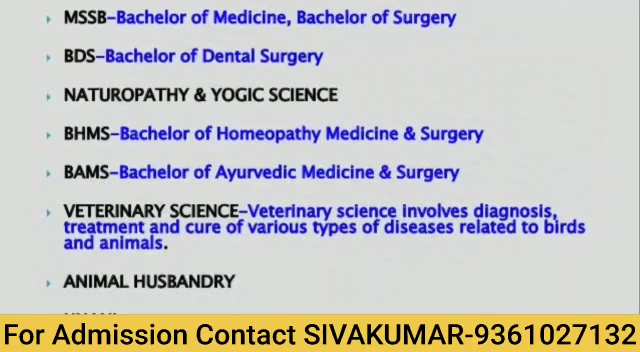 MSSB-Bachelor of Medicine, Bachelor of Surgery
BDS-Bachelor of Dental Surgery
NATUROPATHY & YOGIC SCIENCE
BHMS-Bachelor of Homeopathy Medicine & Surgery
BAMS-Bachelor of Ayurvedic Medicine & Surgery
VETERINARY SCIENCE-Veterinary science involves diagnosis,
treatment and cure of various types of diseases related to birds
and animals.
ANIMAL HUSBANDRY
For Admission Contact SIVAKUMAR-9361027132